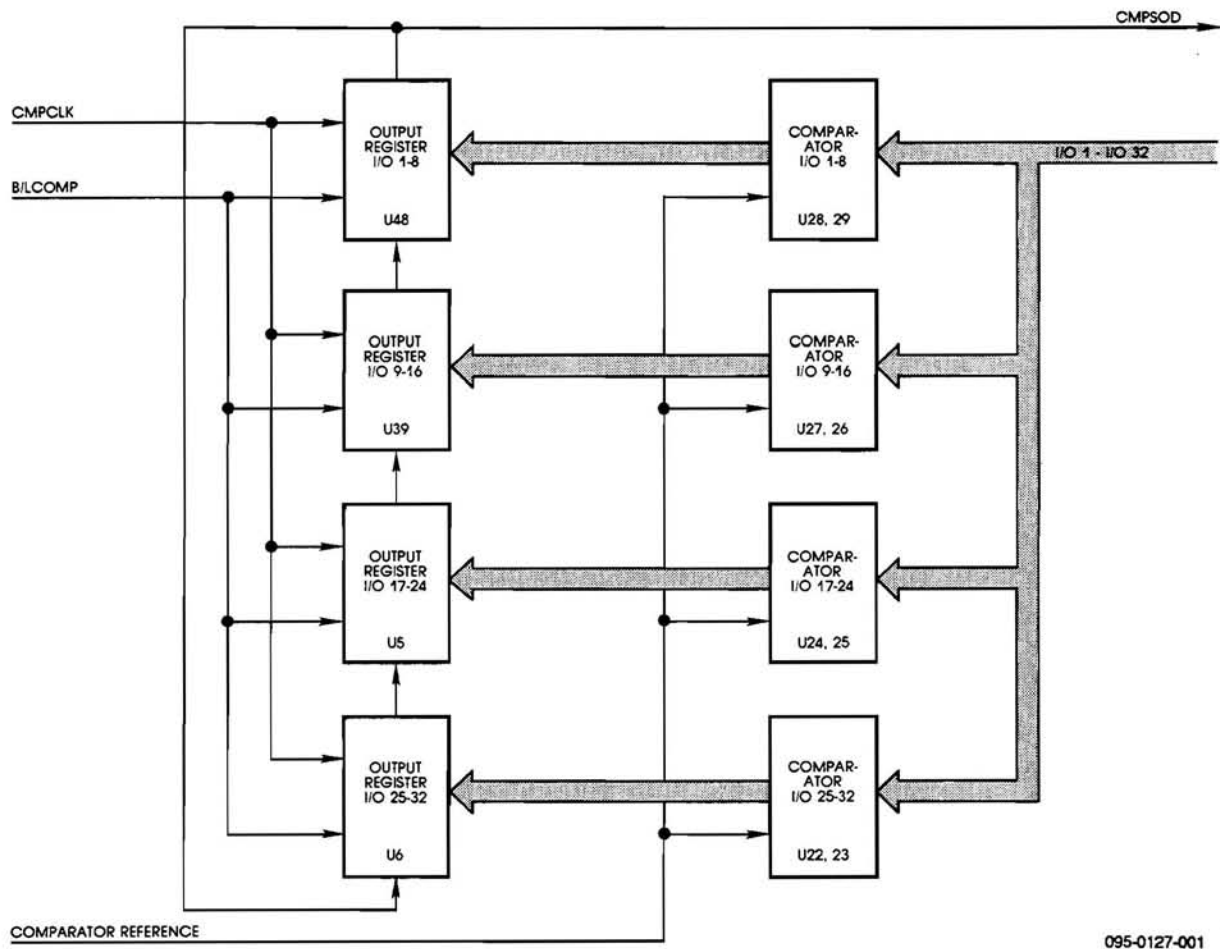 CMPSOD
CMPCLK
OUTPUT
REGISTER
I/O 1-8
U48
COMPAR-
ATOR
I/O 1-8
U28, 29
I/O 1 - I/O 32
B/LCOMP
OUTPUT
REGISTER
I/O 9-16
U39
COMPAR-
ATOR
I/O 9-16
U27, 26
OUTPUT
REGISTER
I/O 17-24
U5
COMPAR-
ATOR
I/O 17-24
U24, 25
OUTPUT
REGISTER
I/O 25-32
U6
COMPAR-
ATOR
I/O 25-32
U22, 23
COMPARATOR REFERENCE
095-0127-001